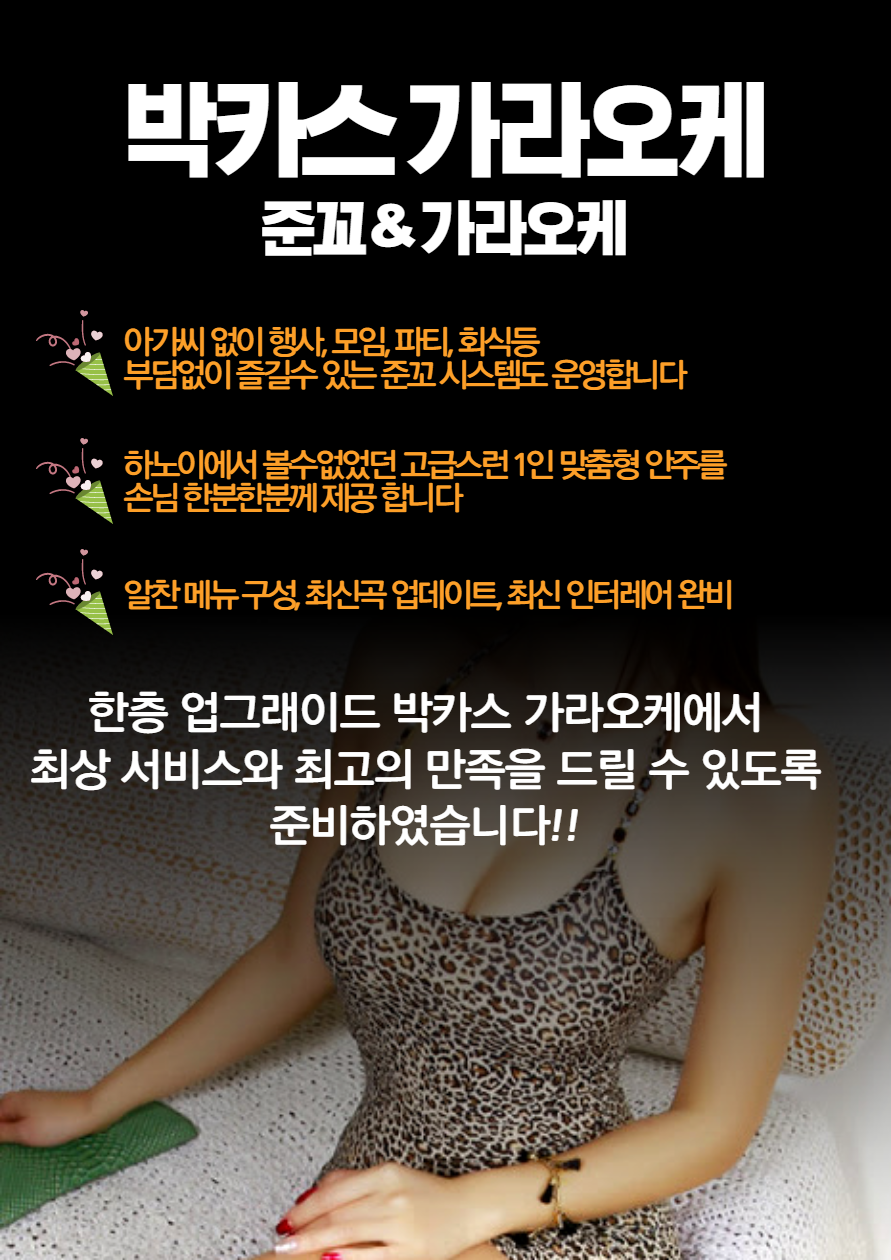 박카스 가라오케
준꼬 & 가라오케
아가씨 없이 행사, 모임, 파티, 회식등
부담없이 즐길수 있는 준꼬 시스템도 운영합니다
하노이에서 볼수없었던 고급스런 1인 맞춤형 안주를
손님 한분한분께 제공 합니다
알찬 메뉴 구성, 최신곡 업데이트, 최신 인터레어 완비
한층 업그래이드 박카스 가라오케에서
최상 서비스와 최고의 만족을 드릴 수 있도록
준비하였습니다!!